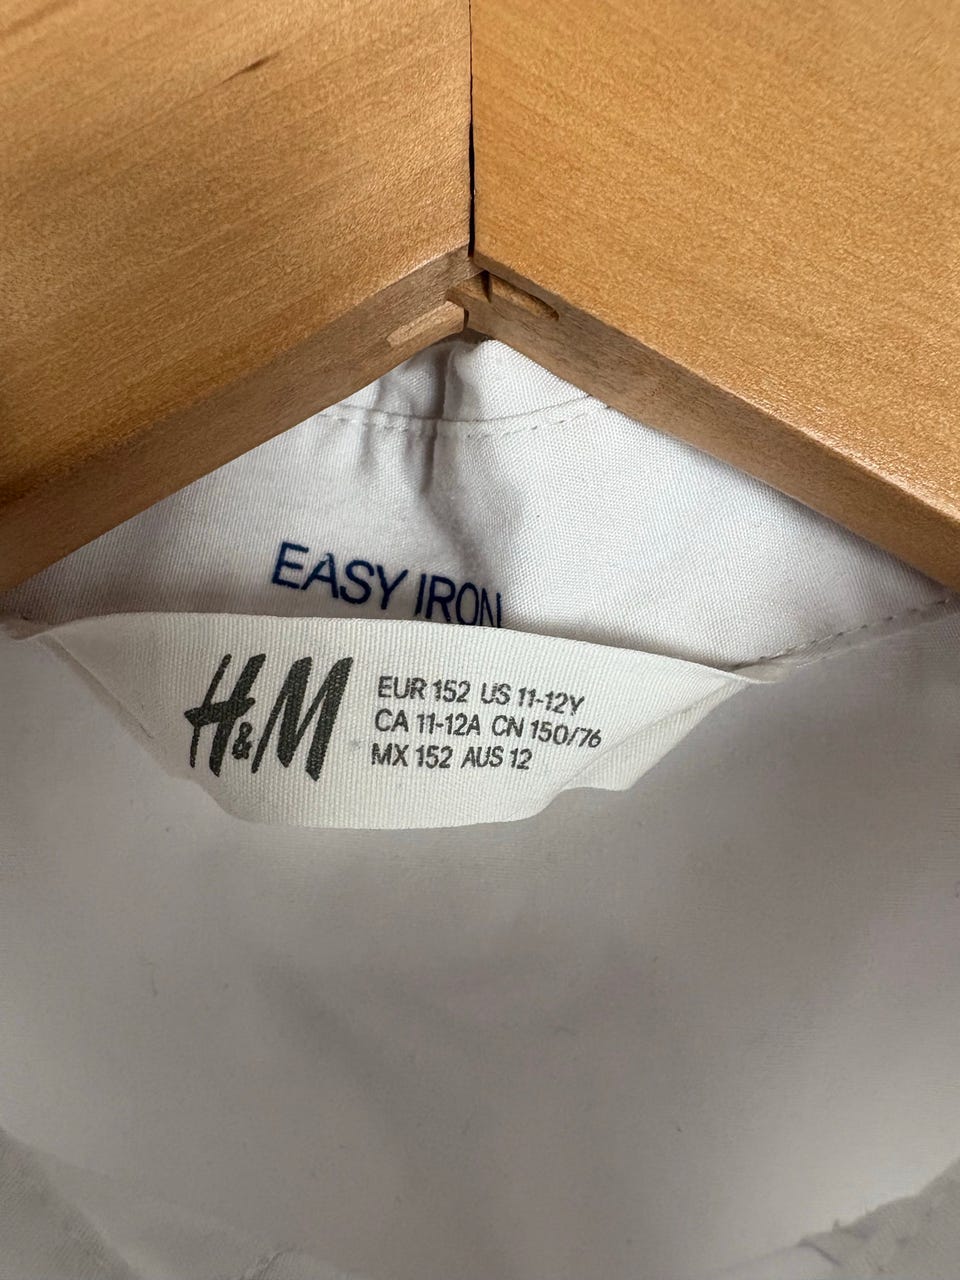 EASY IRON
H&M
EUR 152 US 11-12Y
CA 11-12A CN 150/76
MX 152 AUS 12